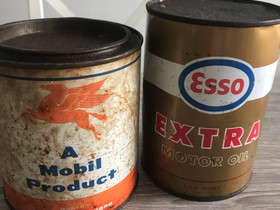 A
Mobil
Product
Esso
EXTRA
MOTOR OIL